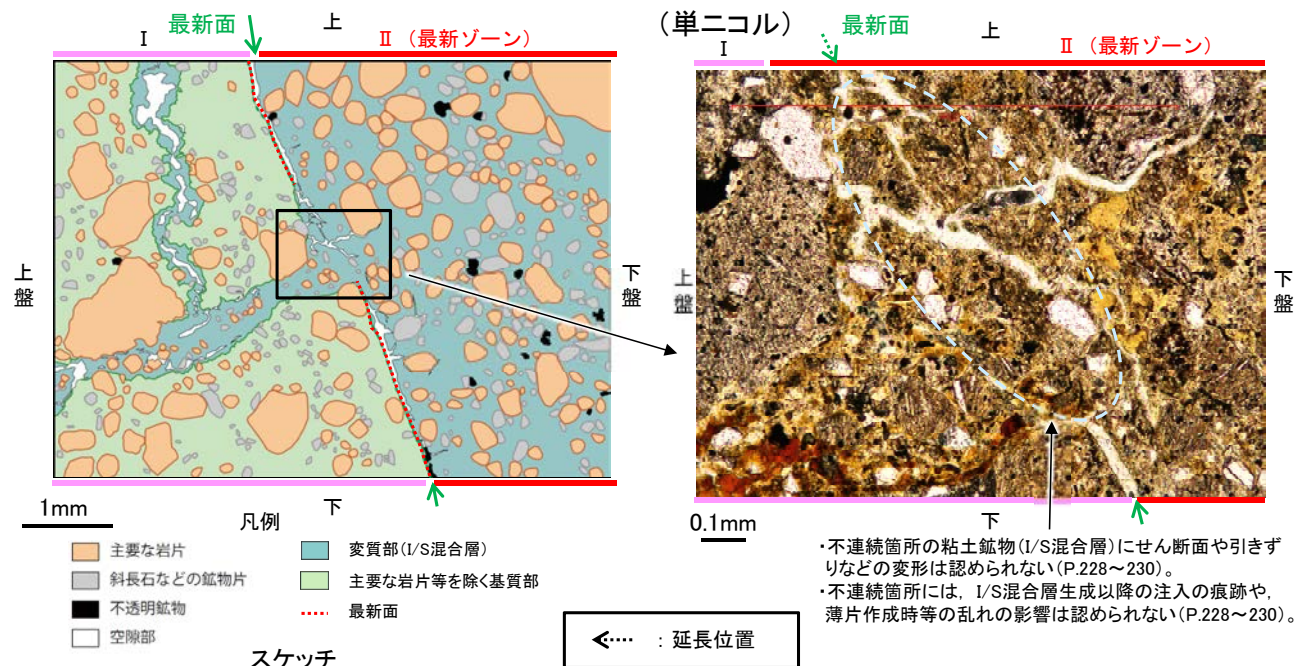 最新面
上
I
II (最新ゾーン)
上盤
下盤
1mm
下
凡例
主要な岩片
斜長石などの鉱物片
不透明鉱物
空隙部
変質部(I/S混合層)
主要な岩片等を除く基質部
最新面
スケッチ
(単ニコル)
最新面
上
I
II (最新ゾーン)
上盤
下盤
0.1mm
下
・不連続箇所の粘土鉱物(I/S混合層)にせん断面や引きず
りなどの変形は認められない(P.228～230)。
・不連続箇所には, I/S混合層生成以降の注入の痕跡や,
薄片作成時等の乱れの影響は認められない(P.228～230)。
: 延長位置